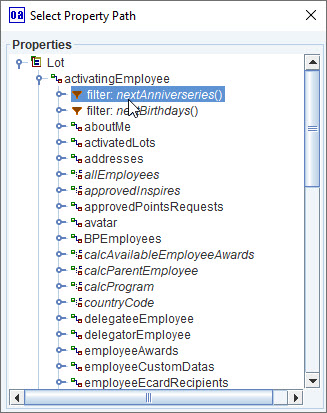 oa Select Property Path
Properties
Lot
activatingEmployee
filter: nextAnniverseries()
filter: nextBirthdays()
aboutMe
activatedLots
addresses
allEmployees
approvedInspires
approvedPointsRequests
avatar
BPEmployees
calcAvailableEmployeeAwards
calcParentEmployee
calcProgram
countryCode
delegateeEmployee
delegatorEmployee
employeeAwards
employeeCustomDatas
employeeEcardRecipients